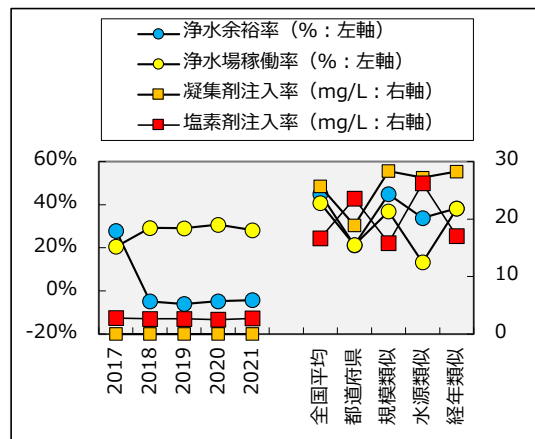 浄水余裕率（%：左軸）
浄水場稼働率（%：左軸）
凝集剤注入率（mg/L：右軸）
塩素剤注入率（mg/L：右軸）
60%
40%
20%
0%
-20%
30
20
10
0
2017
2018
2019
2020
2021
全国平均
都道府県
規模類似
水源類似
経年類似